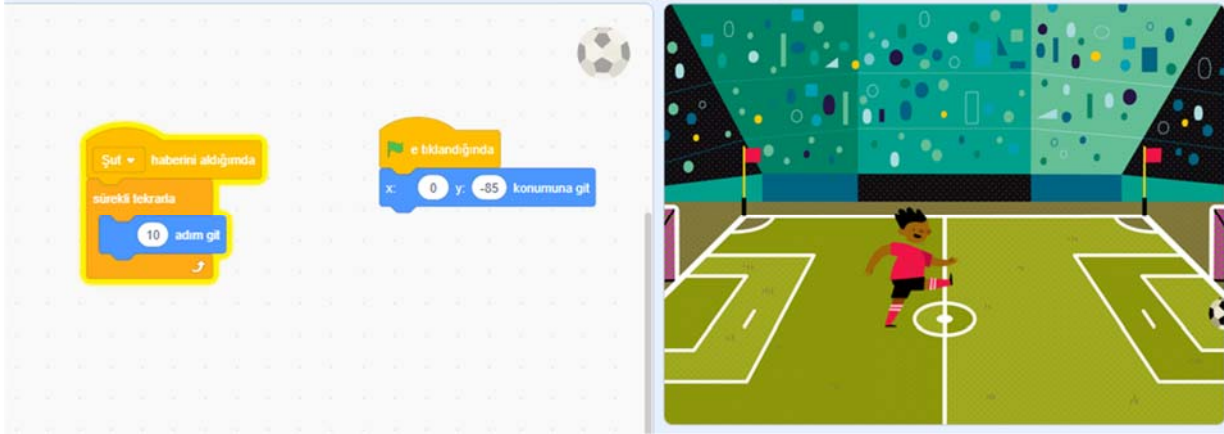 Şut haberini aldığımda
sürekli tekrarla
10 adım git
e tıklandığında
x: 0 y: -85 konumuna git